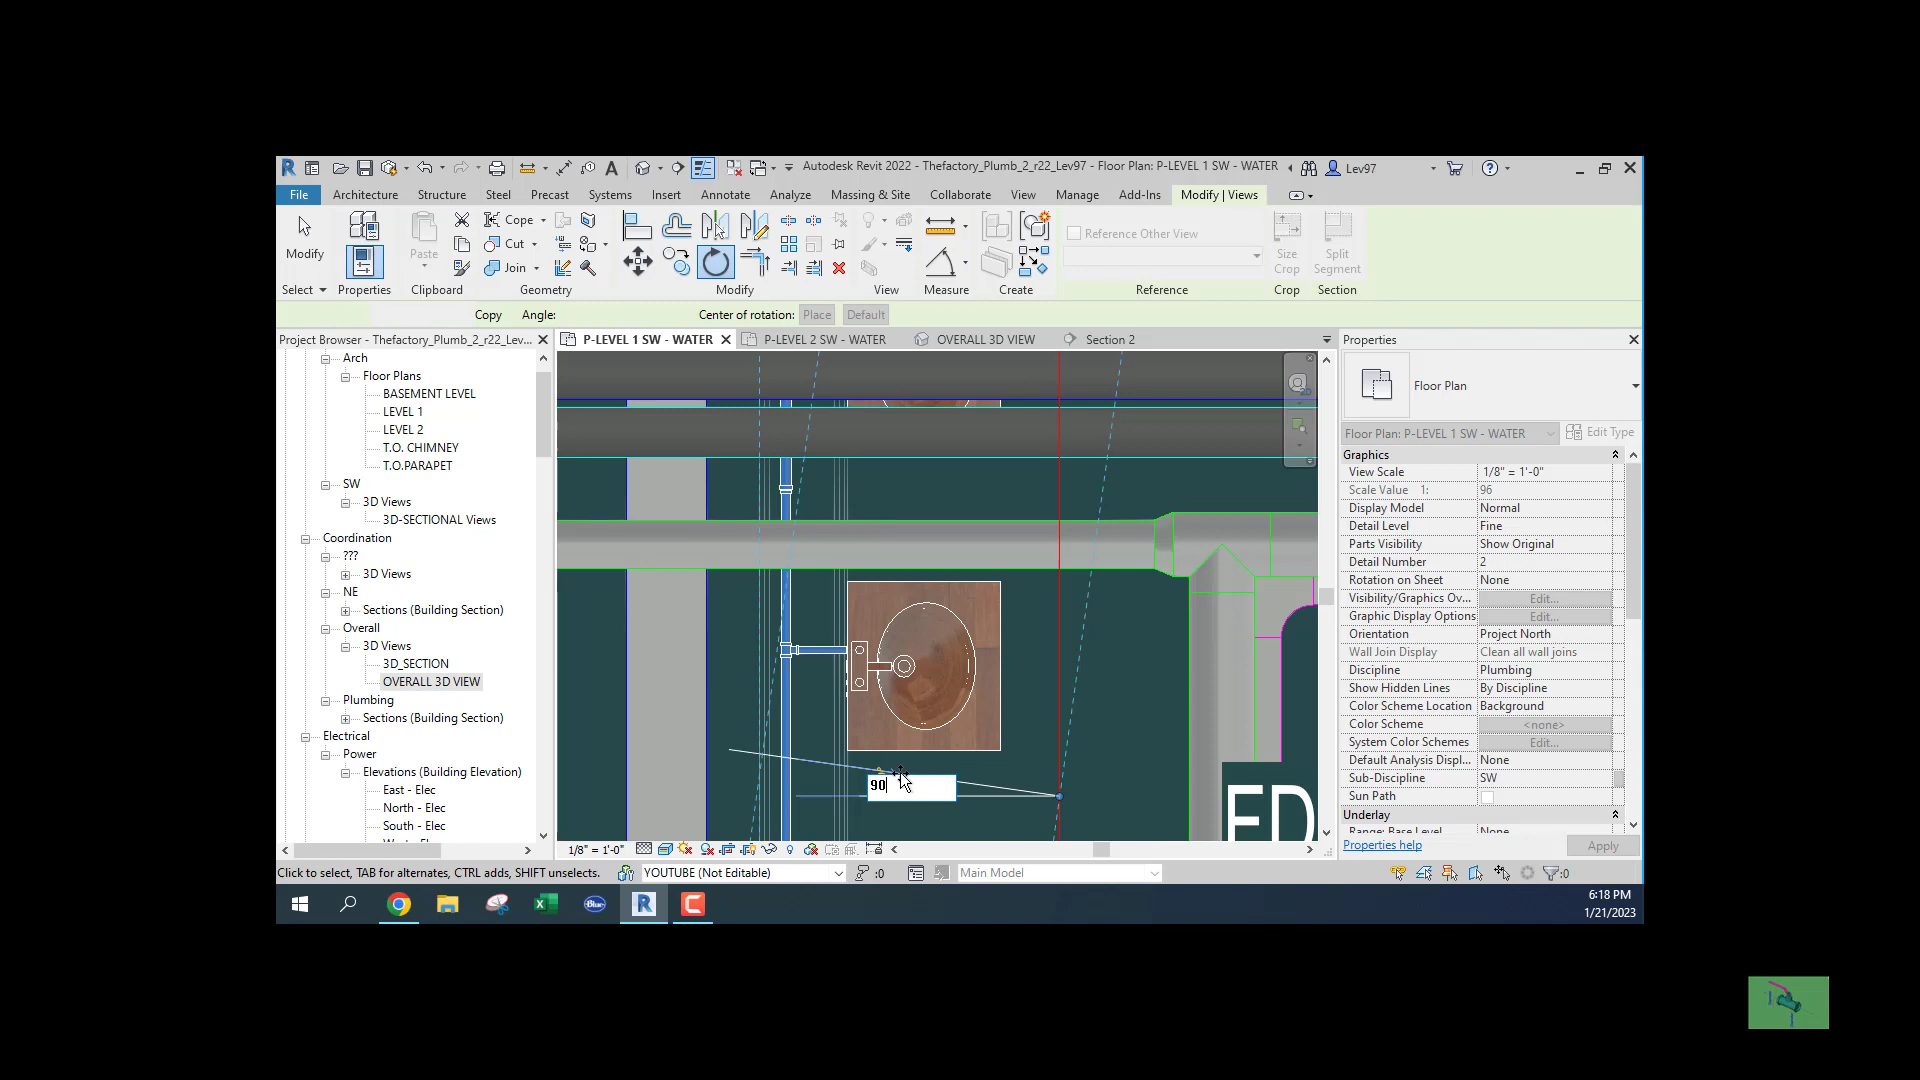 Autodesk Revit 2022 - Thefactory_Plumb_2_r22_Lev97 - Floor Plan: P-LEVEL 1 SW - WATER
Lev97
File Architecture Structure Steel Precast Systems Insert Annotate Analyze Massing & Site Collaborate View Manage Add-Ins Modify | Views
Modify
Paste
Cope
Cut
Join
Reference Other View
Size Crop
Split Segment
Select Properties Clipboard Geometry Modify View Measure Create Reference Crop Section
Copy Angle: Center of rotation: Place Default
Project Browser - Thefactory_Plumb_2_r22_Lev...
P-LEVEL 1 SW - WATER
P-LEVEL 2 SW - WATER
OVERALL 3D VIEW
Section 2
Arch
Floor Plans
BASEMENT LEVEL
LEVEL 1
LEVEL 2
T.O. CHIMNEY
T.O.PARAPET
SW
3D Views
3D-SECTIONAL Views
Coordination
???
3D Views
NE
Sections (Building Section)
Overall
3D Views
3D_SECTION
OVERALL 3D VIEW
Plumbing
Sections (Building Section)
Electrical
Power
Elevations (Building Elevation)
East - Elec
North - Elec
South - Elec
90
ED
Properties
Floor Plan
Floor Plan: P-LEVEL 1 SW - WATER Edit Type
Graphics
View Scale 1/8" = 1'-0"
Scale Value 1: 96
Display Model Normal
Detail Level Fine
Parts Visibility Show Original
Detail Number 2
Rotation on Sheet None
Visibility/Graphics Ov... Edit...
Graphic Display Options Edit...
Orientation Project North
Wall Join Display Clean all wall joins
Discipline Plumbing
Show Hidden Lines By Discipline
Color Scheme Location Background
Color Scheme <none>
System Color Schemes Edit...
Default Analysis Displ... None
Sub-Discipline SW
Sun Path
Underlay
Range: Base Level None
Properties help Apply
1/8" = 1'-0"
Click to select, TAB for alternates, CTRL adds, SHIFT unselects.
YOUTUBE (Not Editable)
:0
Main Model
:0
6:18 PM
1/21/2023